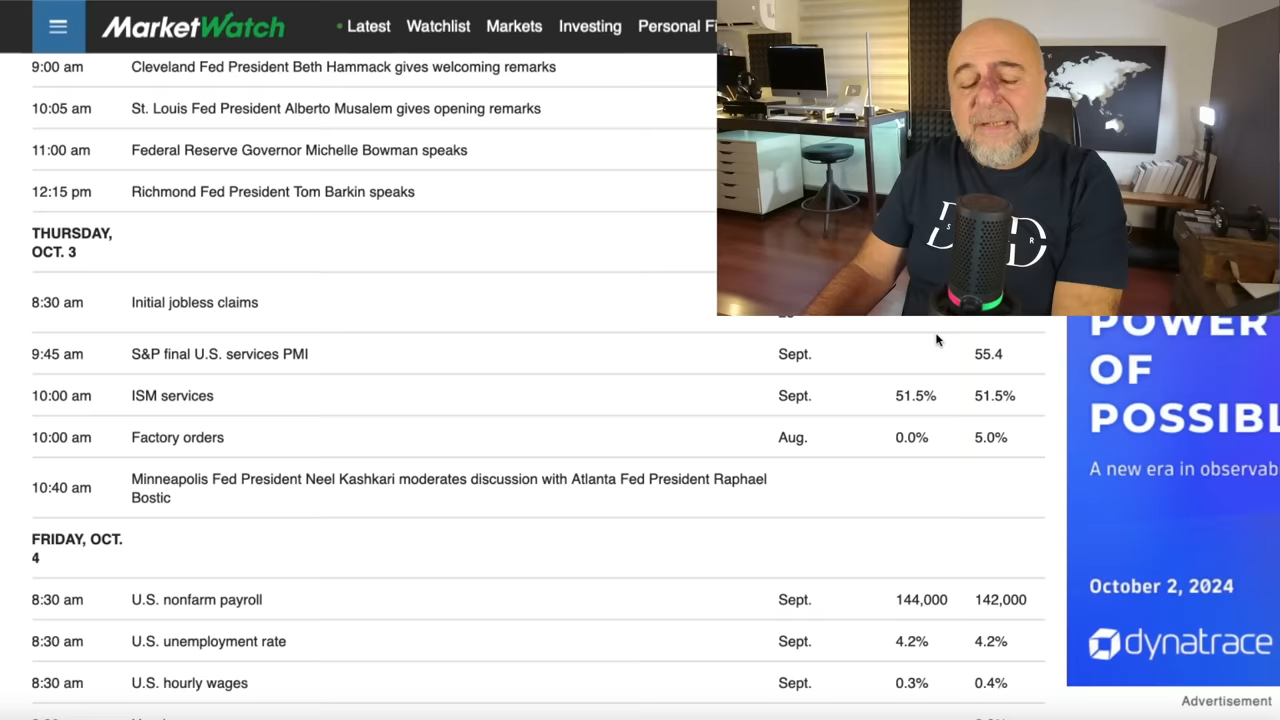 MarketWatch
• Latest Watchlist Markets Investing Personal Fi
9:00 am Cleveland Fed President Beth Hammack gives welcoming remarks
10:05 am St. Louis Fed President Alberto Musalem gives opening remarks
11:00 am Federal Reserve Governor Michelle Bowman speaks
12:15 pm Richmond Fed President Tom Barkin speaks
THURSDAY,
OCT. 3
8:30 am Initial jobless claims
9:45 am S&P final U.S. services PMI Sept. 55.4
10:00 am ISM services Sept. 51.5% 51.5%
10:00 am Factory orders Aug. 0.0% 5.0%
10:40 am Minneapolis Fed President Neel Kashkari moderates discussion with Atlanta Fed President Raphael
Bostic
FRIDAY, OCT.
4
8:30 am U.S. nonfarm payroll Sept. 144,000 142,000
8:30 am U.S. unemployment rate Sept. 4.2% 4.2%
8:30 am U.S. hourly wages Sept. 0.3% 0.4%
POWER
OF
POSSIBL
A new era in observab
October 2, 2024
dynatrace
Advertisement